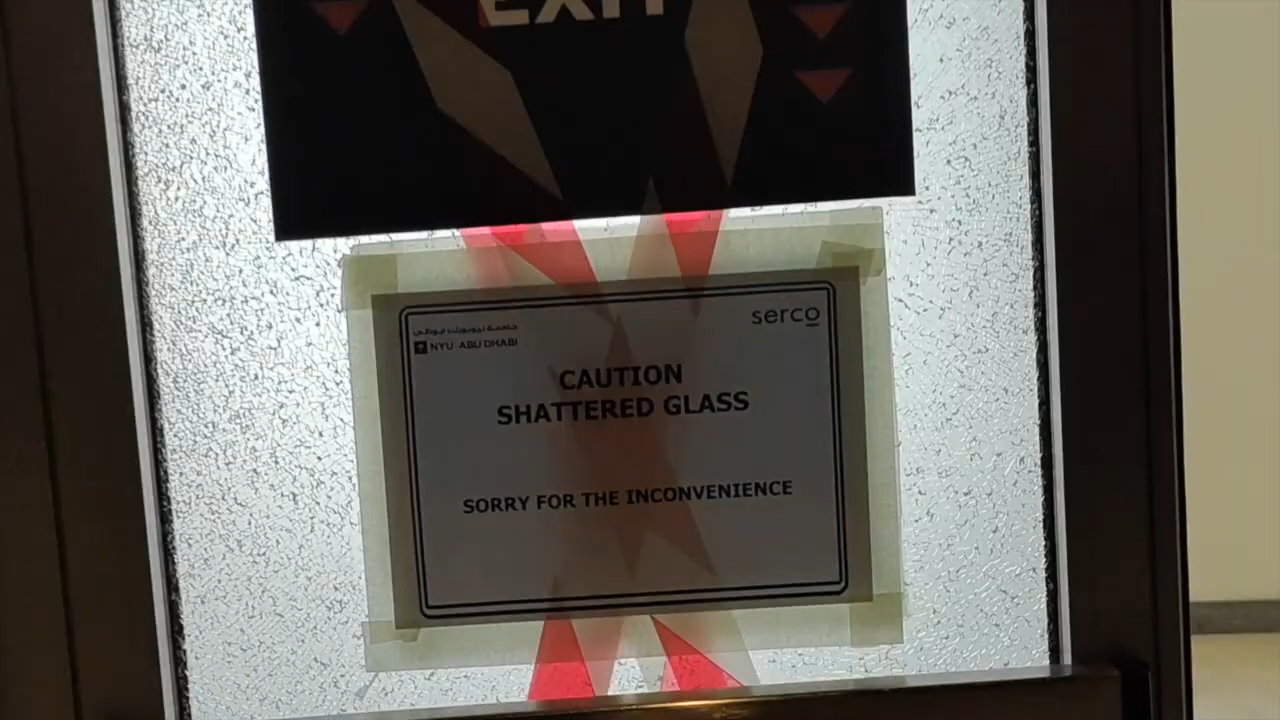 EXIT
جامعة نيويورك أبوظبي
NYU ABU DHABI
serco
CAUTION
SHATTERED GLASS
SORRY FOR THE INCONVENIENCE